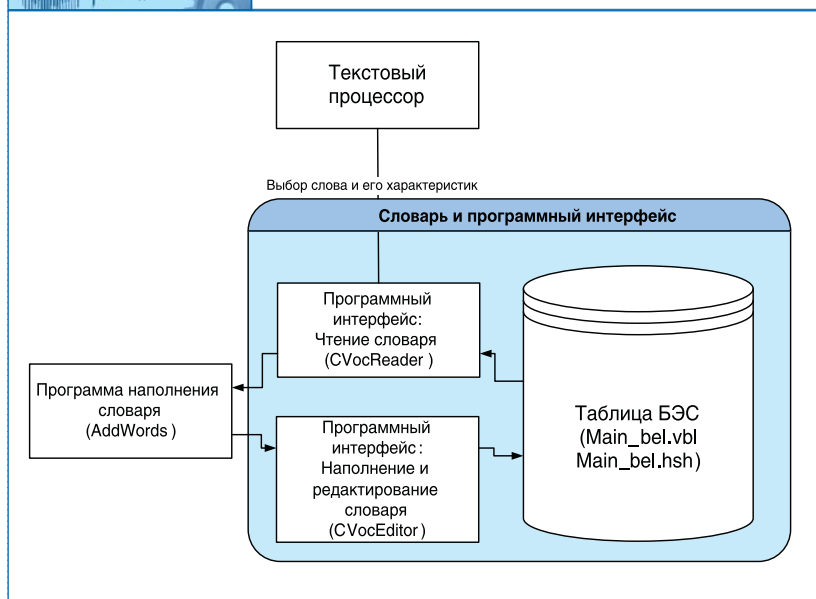 Текстовый
процессор
Выбор слова и его характеристик
Словарь и программный интерфейс
Программный
интерфейс:
Чтение словаря
(CVocReader )
Программа наполнения
словаря
(AddWords )
Программный
интерфейс:
Наполнение и
редактирование
словаря
(CVocEditor)
Таблица БЭС
(Main_bel.vbl
Main_bel.hsh)